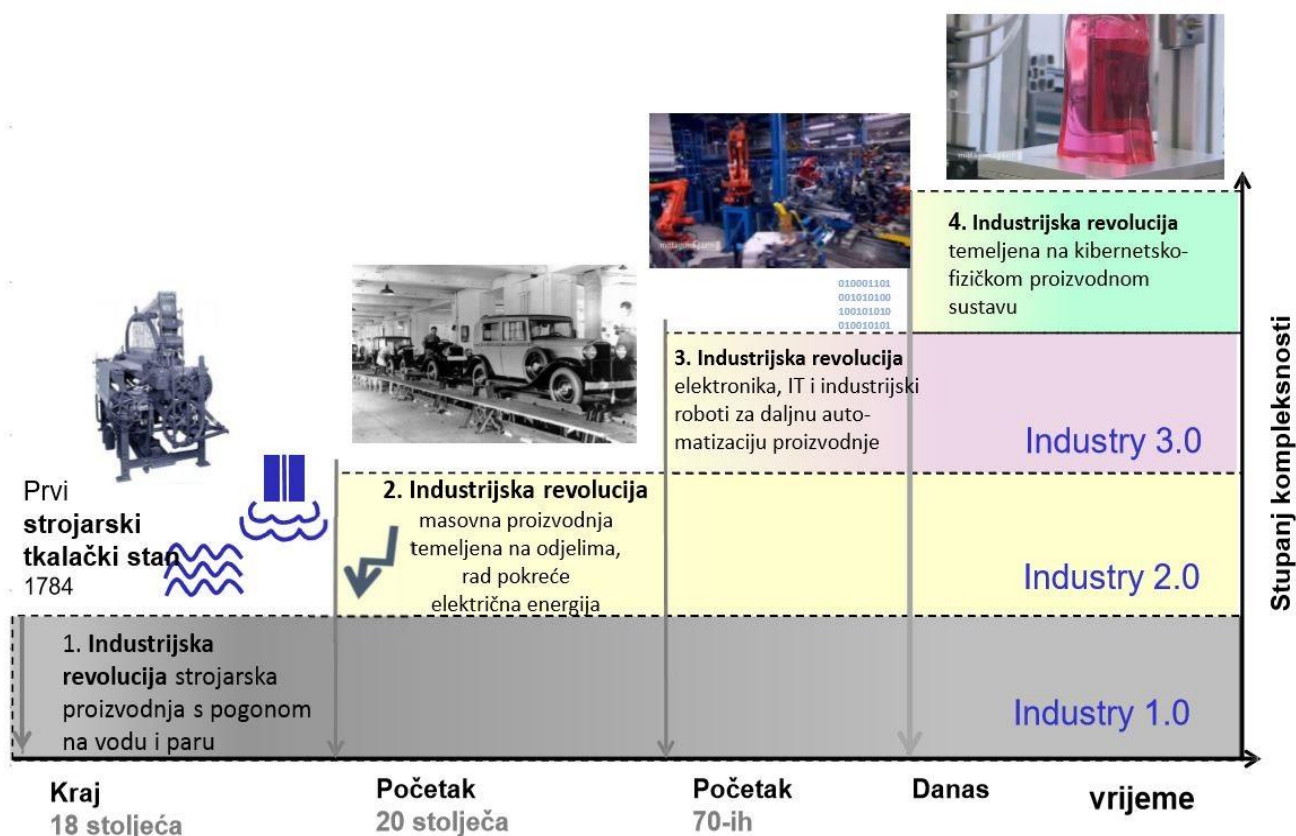 4. Industrijska revolucija
temeljena na kibernetsko-
fizičkom proizvodnom
sustavu
010001101
001010100
100101010
010010101
3. Industrijska revolucija
elektronika, IT i industrijski
roboti za daljnu auto-
matizaciju proizvodnje
Industry 3.0
Prvi
strojarski
tkalački stan
1784
2. Industrijska revolucija
masovna proizvodnja
temeljena na odjelima,
rad pokreće
električna energija
Industry 2.0
1. Industrijska
revolucija strojarska
proizvodnja s pogonom
na vodu i paru
Industry 1.0
Stupanj kompleksnosti
Kraj
18 stoljeća
Početak
20 stolječa
Početak
70-ih
Danas
vrijeme